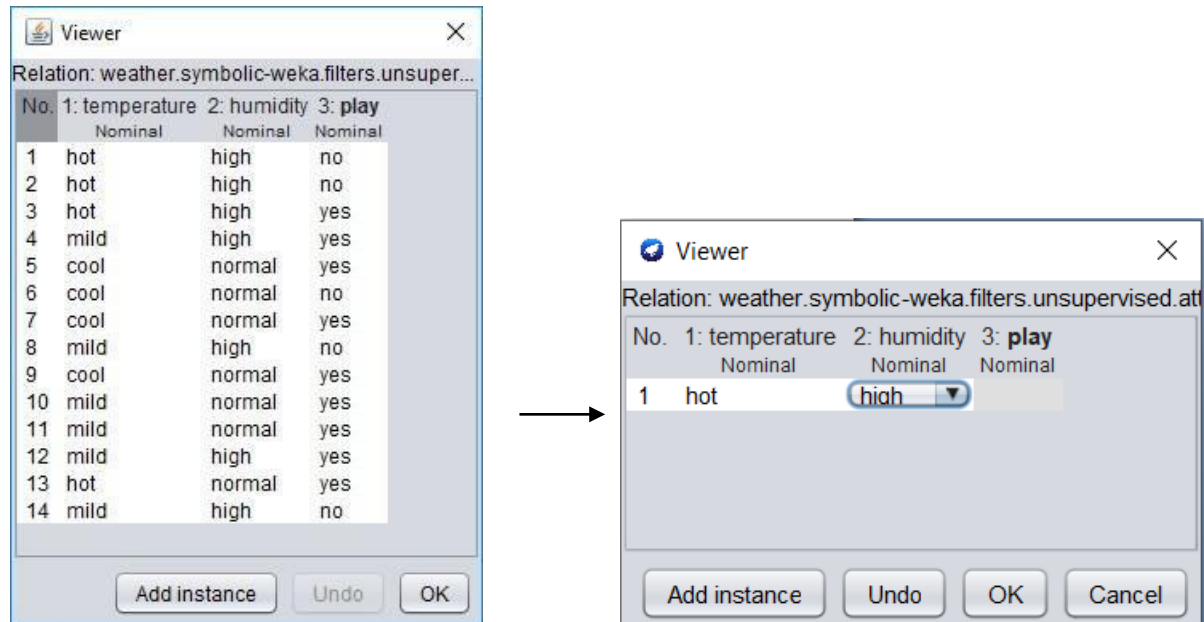 Viewer
Relation: weather.symbolic-weka.filters.unsuper...
No. 1: temperature 2: humidity 3: play
Nominal Nominal Nominal
1 hot high no
2 hot high no
3 hot high yes
4 mild high yes
5 cool normal yes
6 cool normal no
7 cool normal yes
8 mild high no
9 cool normal yes
10 mild normal yes
11 mild normal yes
12 mild high yes
13 hot normal yes
14 mild high no
Add instance Undo OK
Viewer
Relation: weather.symbolic-weka.filters.unsupervised.att
No. 1: temperature 2: humidity 3: play
Nominal Nominal Nominal
1 hot high
Add instance Undo OK Cancel